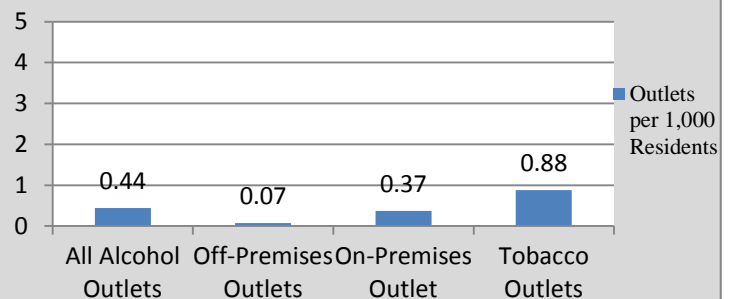 5
4
3
2
1
0
0.44
0.07
0.37
0.88
All Alcohol Outlets
Off-Premises Outlets
On-Premises Outlet
Tobacco Outlets
Outlets
per 1,000
Residents